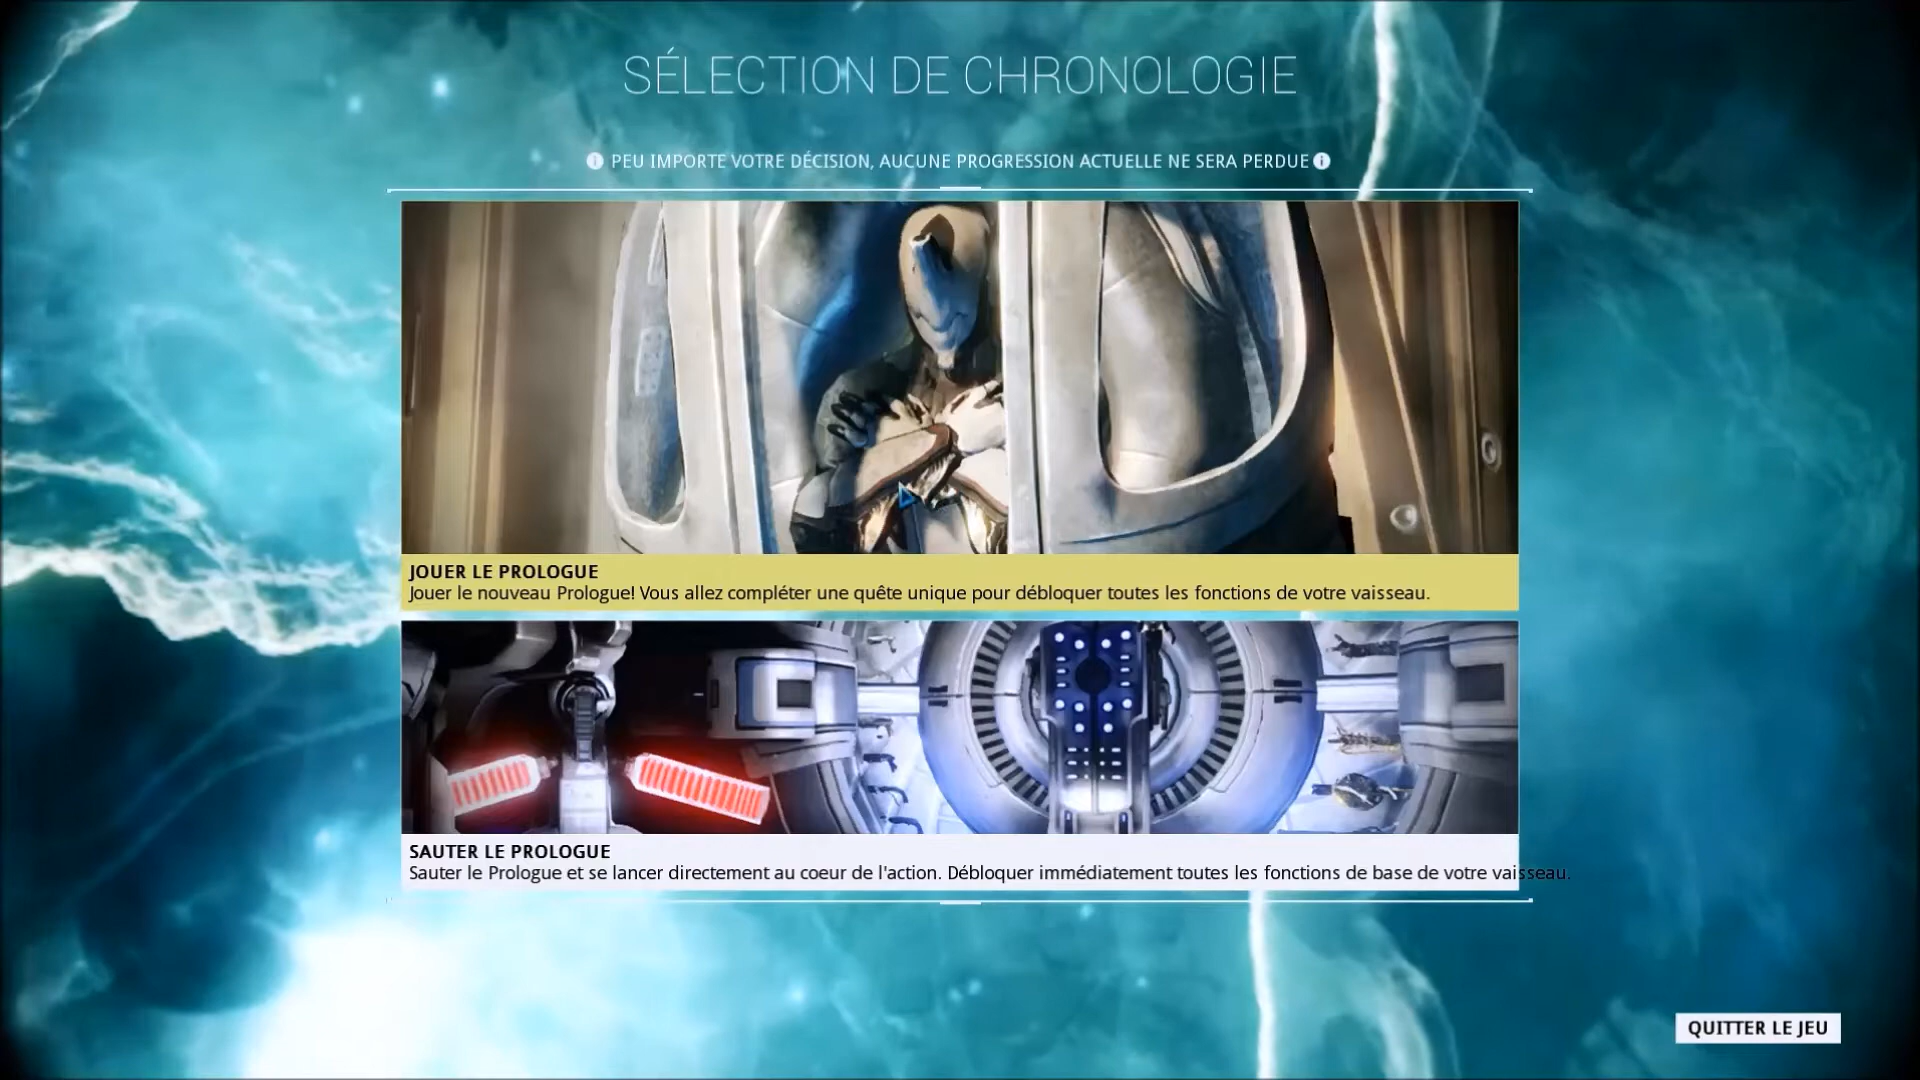 SÉLECTION DE CHRONOLOGIE
PEU IMPORTE VOTRE DÉCISION, AUCUNE PROGRESSION ACTUELLE NE SERA PERDUE
JOUER LE PROLOGUE
Jouer le nouveau Prologue! Vous allez compléter une quête unique pour débloquer toutes les fonctions de votre vaisseau.
SAUTER LE PROLOGUE
Sauter le Prologue et se lancer directement au coeur de l'action. Débloquer immédiatement toutes les fonctions de base de votre vaisseau.
QUITTER LE JEU